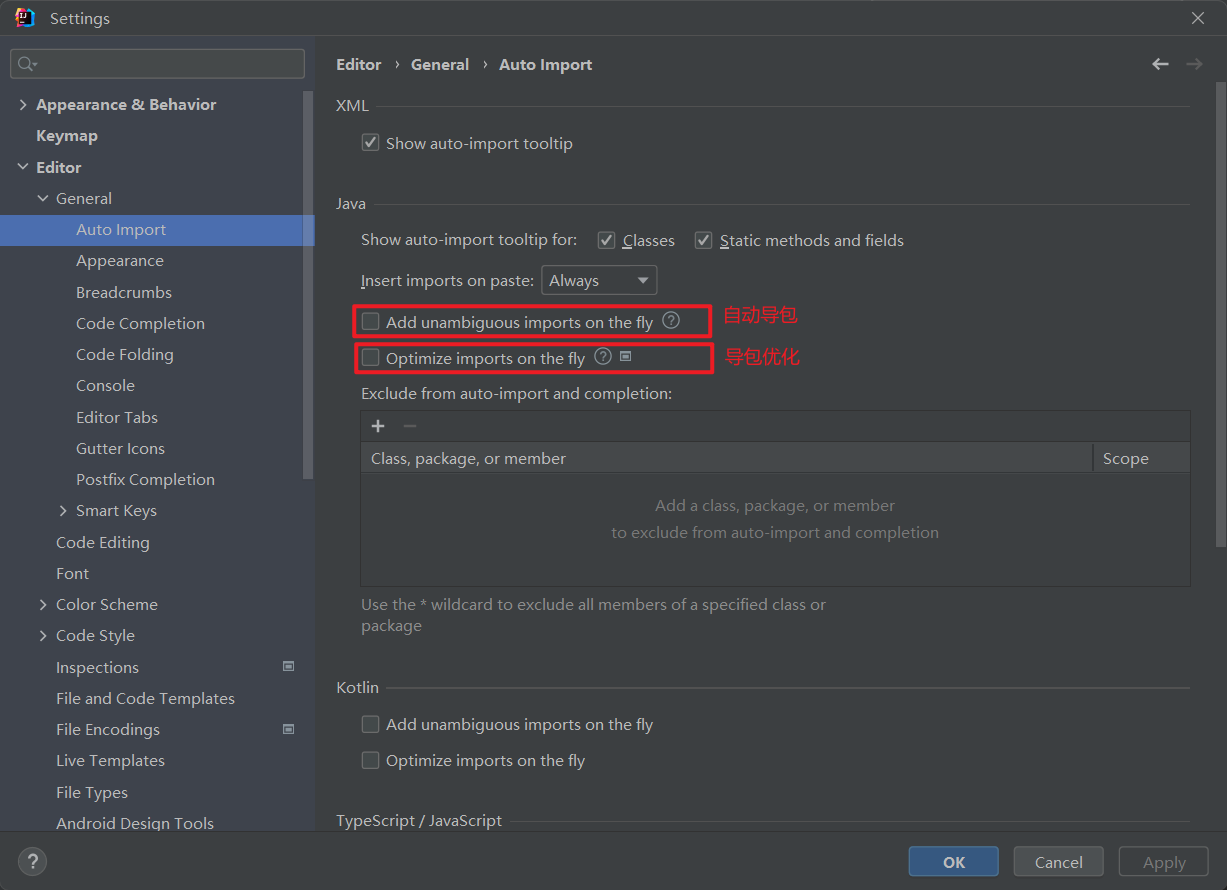 Settings
Editor › General › Auto Import
Appearance & Behavior
Keymap
Editor
General
Auto Import
Appearance
Breadcrumbs
Code Completion
Code Folding
Console
Editor Tabs
Gutter Icons
Postfix Completion
Smart Keys
Code Editing
Font
Color Scheme
Code Style
Inspections
File and Code Templates
File Encodings
Live Templates
File Types
Android Design Tools
XML
Show auto-import tooltip
Java
Show auto-import tooltip for: Classes Static methods and fields
Insert imports on paste: Always
Add unambiguous imports on the fly ? 自动导包
Optimize imports on the fly ? 导包优化
Exclude from auto-import and completion:
Class, package, or member Scope
Add a class, package, or member
to exclude from auto-import and completion
Use the * wildcard to exclude all members of a specified class or
package
Kotlin
Add unambiguous imports on the fly
Optimize imports on the fly
TypeScript / JavaScript
? OK Cancel Apply